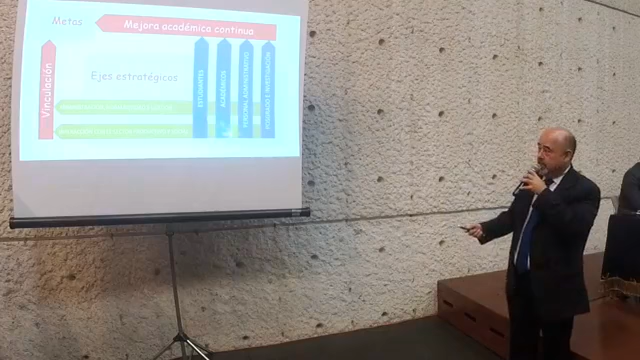 Metas
Mejora académica continua
Ejes estratégicos
Vinculación
ESTUDIANTES
ACADÉMICOS
PERSONAL ADMINISTRATIVO
POSGRADO E INVESTIGACIÓN